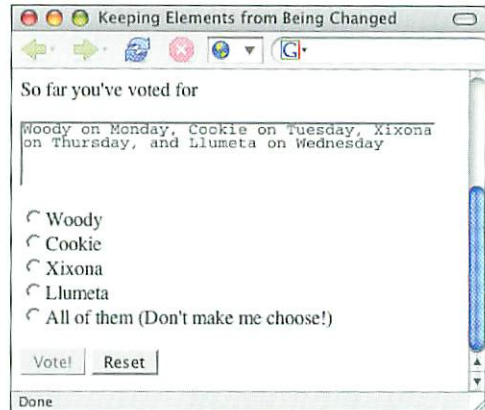 Keeping Elements from Being Changed
G
So far you've voted for
Woody on Monday, Cookie on Tuesday, Xixona
on Thursday, and Llumeta on Wednesday
Woody
Cookie
Xixona
Llumeta
All of them (Don't make me choose!)
Vote! Reset
Done